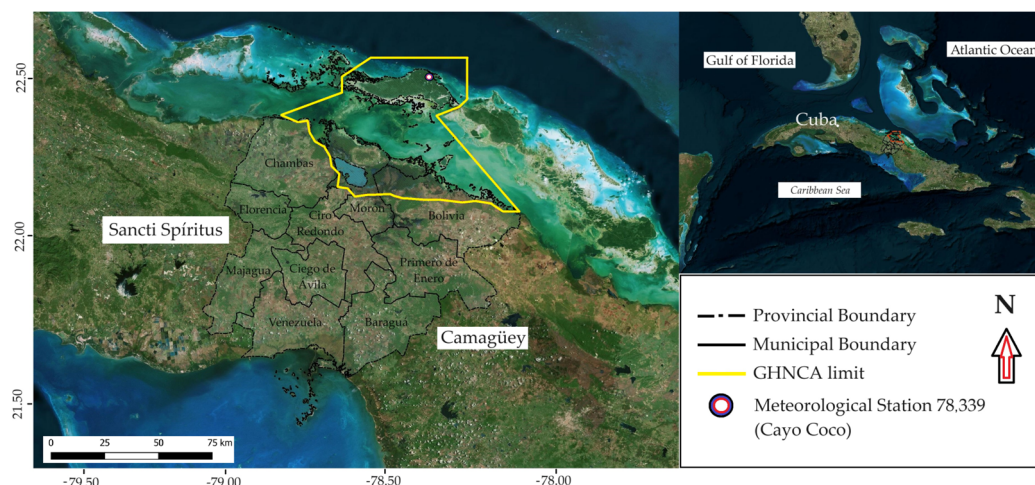 22.50
22.00
21.50
-79.50
-79.00
-78.50
-78.00
Chambas
Florencia
Ciro
Redondo
Morón
Bolivia
Sancti Spíritus
Majagua
Ciego de
Ávila
Primero de
Enero
Venezuela
Baragua
Camagüey
0 25 50 75 km
Gulf of Florida
Atlantic Ocean
Cuba
Caribbean Sea
Provincial Boundary
Municipal Boundary
GHNCA limit
Meteorological Station 78,339
(Cayo Coco)
N